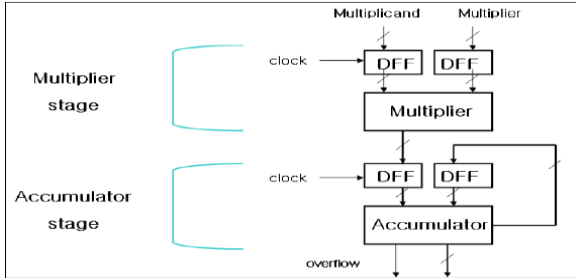 Multiplicand Multiplier
clock DFF DFF
Multiplier
stage
Multiplier
clock DFF DFF
Accumulator
stage
Accumulator
overflow